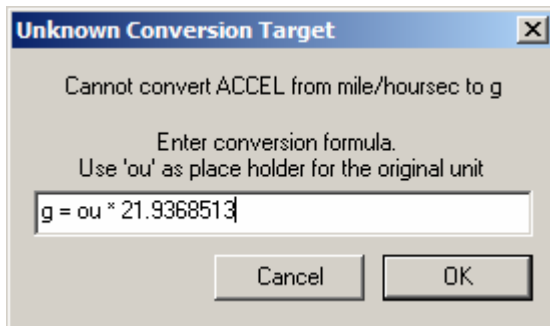 Unknown Conversion Target
Cannot convert ACCEL from mile/hoursec to g
Enter conversion formula.
Use 'ou' as place holder for the original unit
g = ou * 21.9368513
Cancel
OK